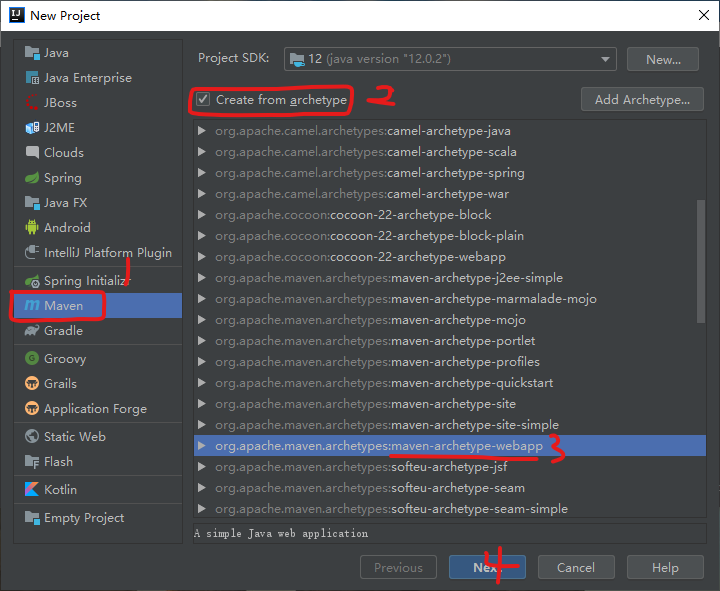 New Project
Java
Java Enterprise
JBoss
J2ME
Clouds
Spring
Java FX
Android
IntelliJ Platform Plugin
Spring Initializr
1
Maven
Gradle
Groovy
Grails
Application Forge
Static Web
Flash
Kotlin
Empty Project
Project SDK: 12 (java version "12.0.2") New...
Create from archetype 2 Add Archetype...
org.apache.camel.archetypes:camel-archetype-java
org.apache.camel.archetypes:camel-archetype-scala
org.apache.camel.archetypes:camel-archetype-spring
org.apache.camel.archetypes:camel-archetype-war
org.apache.cocoon:cocoon-22-archetype-block
org.apache.cocoon:cocoon-22-archetype-block-plain
org.apache.cocoon:cocoon-22-archetype-webapp
org.apache.maven.archetypes:maven-archetype-j2ee-simple
org.apache.maven.archetypes:maven-archetype-marmalade-mojo
org.apache.maven.archetypes:maven-archetype-mojo
org.apache.maven.archetypes:maven-archetype-portlet
org.apache.maven.archetypes:maven-archetype-profiles
org.apache.maven.archetypes:maven-archetype-quickstart
org.apache.maven.archetypes:maven-archetype-site
org.apache.maven.archetypes:maven-archetype-site-simple
org.apache.maven.archetypes:maven-archetype-webapp 3
org.apache.maven.archetypes:softeu-archetype-jsf
org.apache.maven.archetypes:softeu-archetype-seam
org.apache.maven.archetypes:softeu-archetype-seam-simple
A simple Java web application
Previous Next 4 Cancel Help